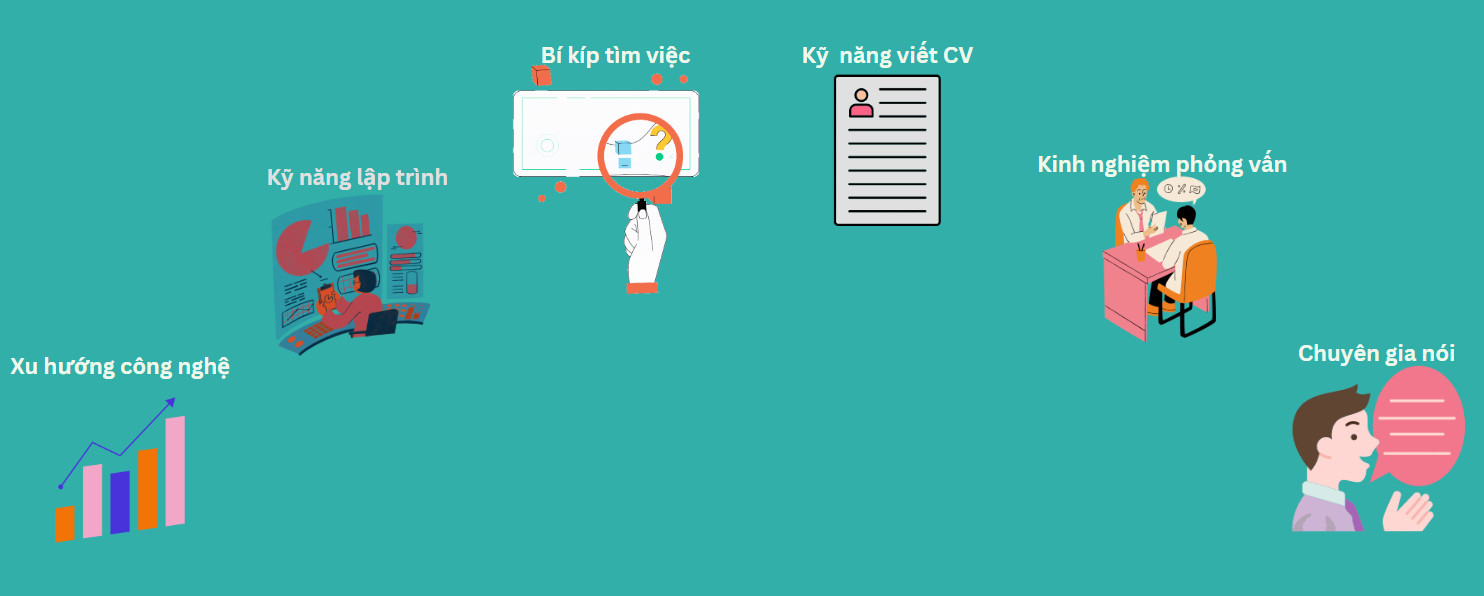 Bí kíp tìm việc
Kỹ năng viết CV
Kỹ năng lập trình
Kinh nghiệm phỏng vấn
Xu hướng công nghệ
Chuyên gia nói